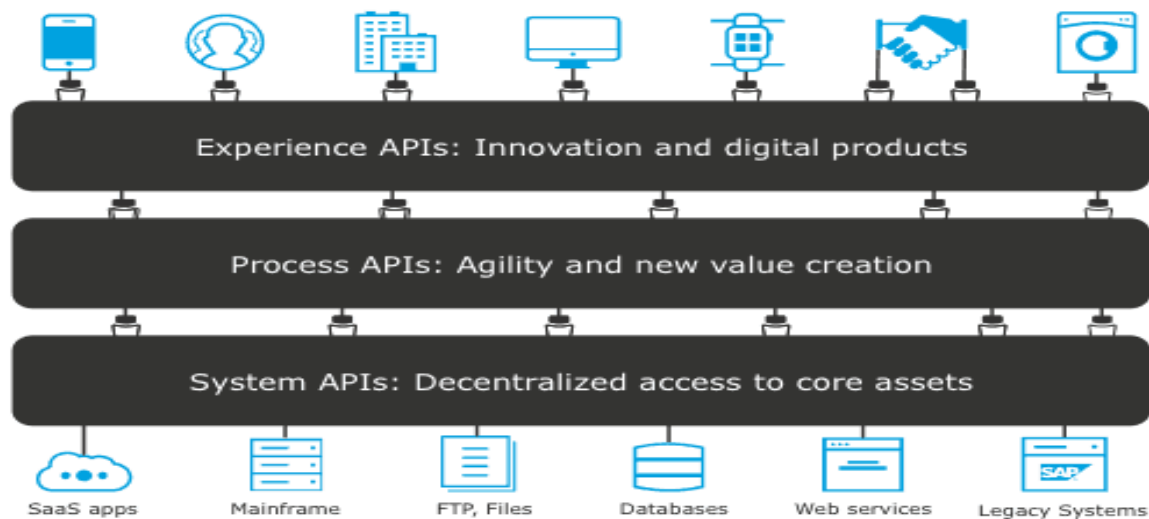 Experience APIs: Innovation and digital products
Process APIs: Agility and new value creation
System APIs: Decentralized access to core assets
SAP
SaaS apps
Mainframe
FTP, Files
Databases
Web services
Legacy Systems